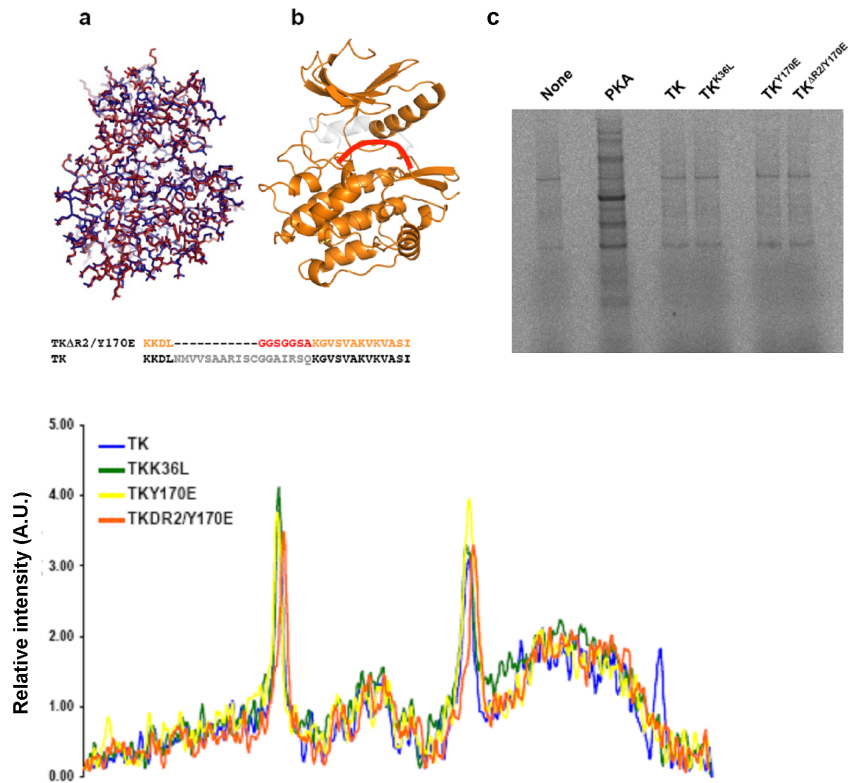 a
b
c
None
PKA
TK
TKK36L
TKY170E
TKΔR2/Y170E
TKΔR2/Y170E KKDL-----------GGSGGSAKGVSVAKVKVASI
TK KKDLNMVVSAARISCGGAIRSQKGVSVAKVKVASI
Relative intensity (A.U.)
5.00
4.00
3.00
2.00
1.00
0.00
TK
TKK36L
TKY170E
TKDR2/Y170E